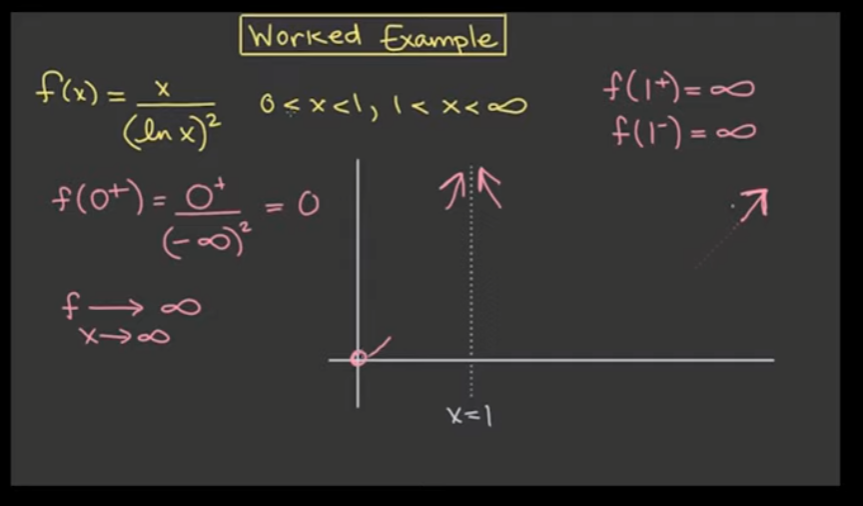 Worked Example
f(x) = x / (ln x)²
0 < x < 1, 1 < x < ∞
f(1⁺) = ∞
f(1⁻) = ∞
f(0⁺) = 0⁺ / (-∞)² = 0
f → ∞
x → ∞
x = 1